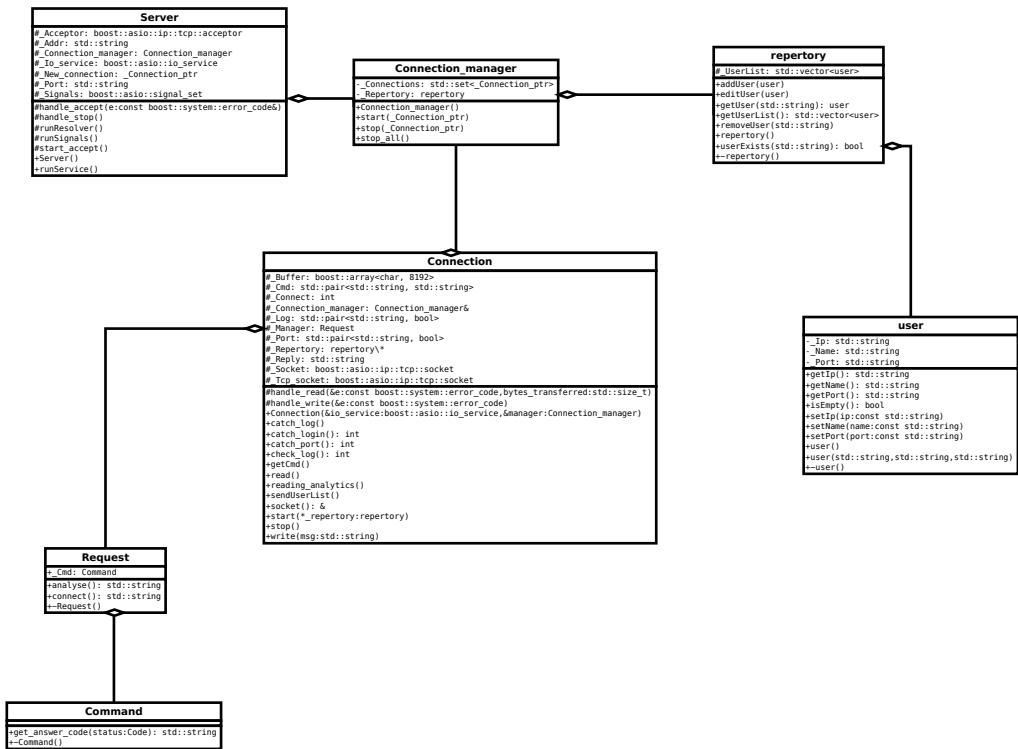 Server
#_Acceptor: boost::asio::ip::tcp::acceptor
#_Addr: std::string
#_Connection_manager: Connection_manager
#_Io_service: boost::asio::io_service
#_New_connection: _Connection_ptr
#_Port: std::string
#_Signals: boost::asio::signal_set
#handle_accept(e:const boost::system::error_code&)
#handle_stop()
#runResolver()
#runSignals()
#start_accept()
+Server()
+runService()
Connection_manager
-_Connections: std::set<_Connection_ptr>
-_Repertory: repertory
+Connection_manager()
+start(_Connection_ptr)
+stop(_Connection_ptr)
+stop_all()
repertory
#_UserList: std::vector<user>
+addUser(user)
+editUser(user)
+getUser(std::string): user
+getUserList(): std::vector<user>
+removeUser(std::string)
+repertory()
+userExists(std::string): bool
+~repertory()
Connection
#_Buffer: boost::array<char, 8192>
#_Cmd: std::pair<std::string, std::string>
#_Connect: int
#_Connection_manager: Connection_manager&
#_Log: std::pair<std::string, bool>
#_Manager: Request
#_Port: std::pair<std::string, bool>
#_Repertory: repertory\*
#_Reply: std::string
#_Socket: boost::asio::ip::tcp::socket
#_Tcp_socket: boost::asio::ip::tcp::socket
#handle_read(&e:const boost::system::error_code,bytes_transferred:std::size_t)
#handle_write(&e:const boost::system::error_code)
+Connection(&io_service:boost::asio::io_service,&manager:Connection_manager)
+catch_log()
+catch_login(): int
+catch_port(): int
+check_log(): int
+getCmd()
+read()
+reading_analytics()
+sendUserList()
+socket(): &
+start(*_repertory:repertory)
+stop()
+write(msg:std::string)
user
-_Ip: std::string
-_Name: std::string
-_Port: std::string
+getIp(): std::string
+getName(): std::string
+getPort(): std::string
+isEmpty(): bool
+setIp(ip:const std::string)
+setName(name:const std::string)
+setPort(port:const std::string)
+user()
+user(std::string,std::string,std::string)
+~user()
Request
+_Cmd: Command
+analyse(): std::string
+connect(): std::string
+~Request()
Command
+get_answer_code(status:Code): std::string
+~Command()